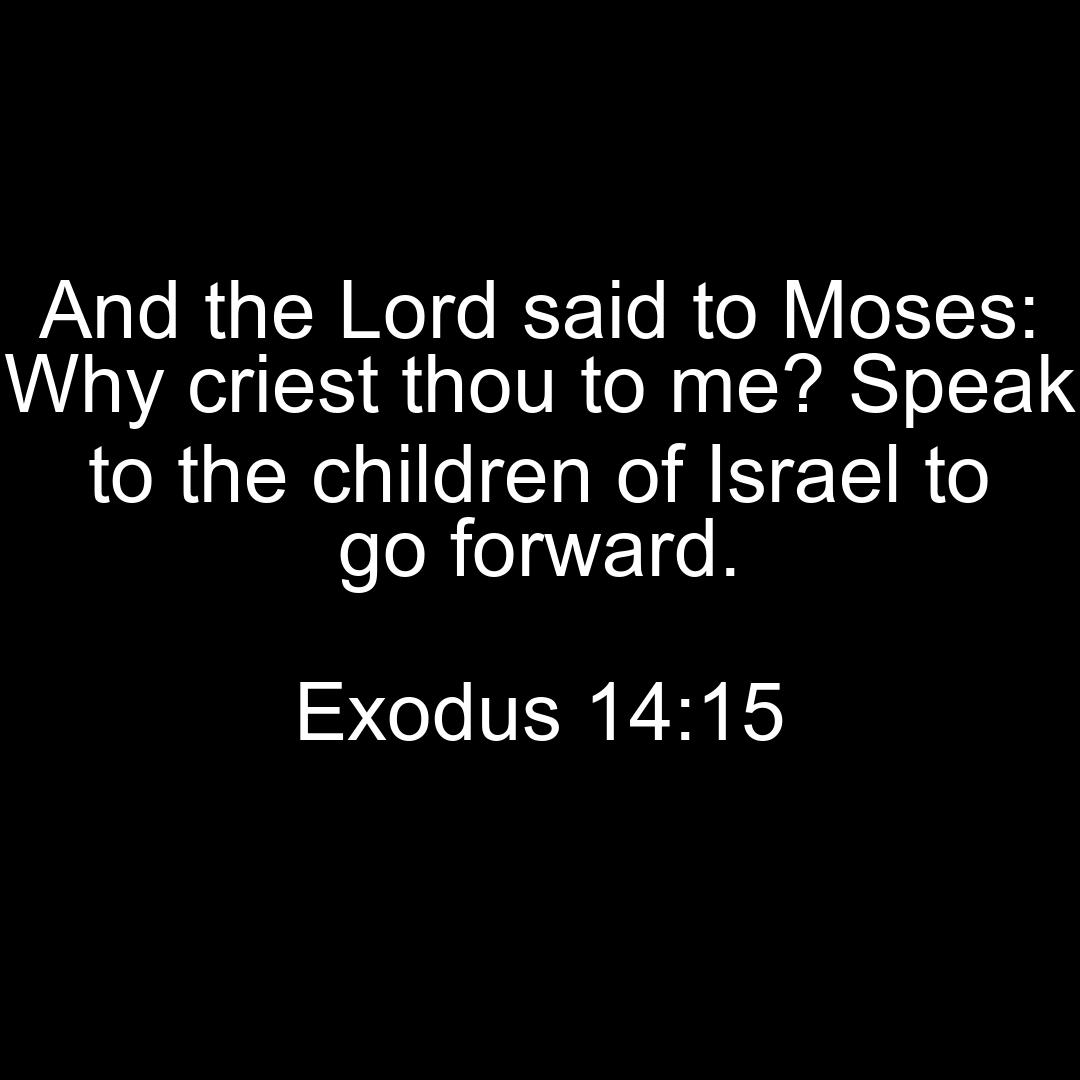 And the Lord said to Moses:
Why criest thou to me? Speak
to the children of Israel to
go forward.
Exodus 14:15